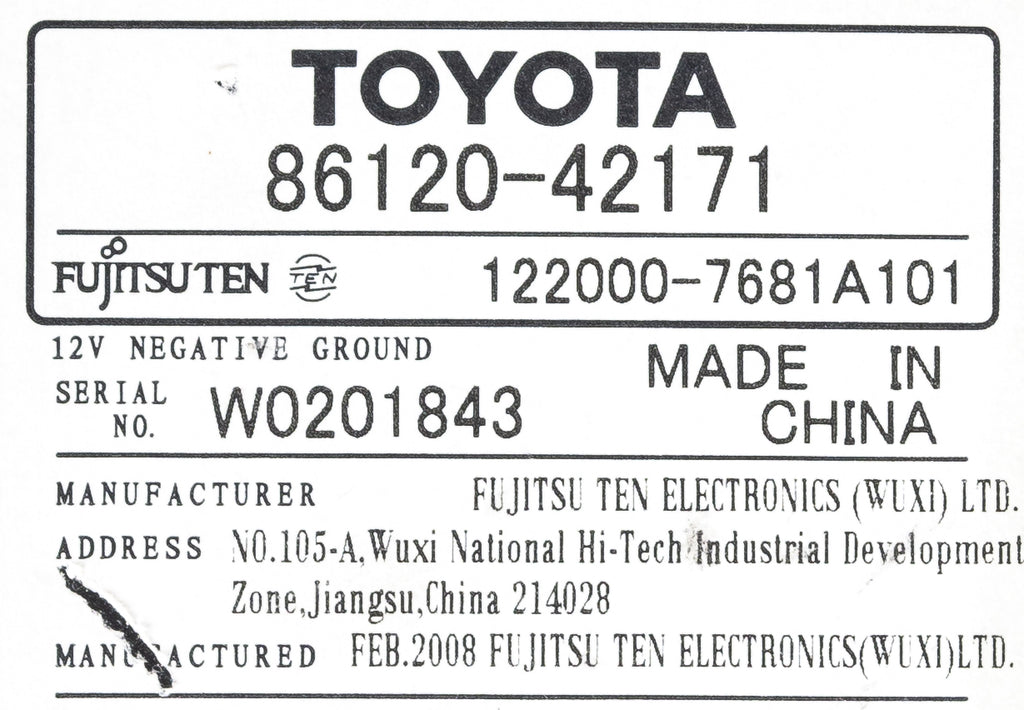 TOYOTA
86120-42171
FUJITSU TEN TEN 122000-7681A101
12V NEGATIVE GROUND
MADE IN
CHINA
SERIAL
NO. W0201843
MANUFACTURER FUJITSU TEN ELECTRONICS (WUXI) LTD.
ADDRESS NO.105-A,Wuxi National Hi-Tech Industrial Development
Zone,Jiangsu,China 214028
MANUFACTURED FEB.2008 FUJITSU TEN ELECTRONICS(WUXI)LTD.